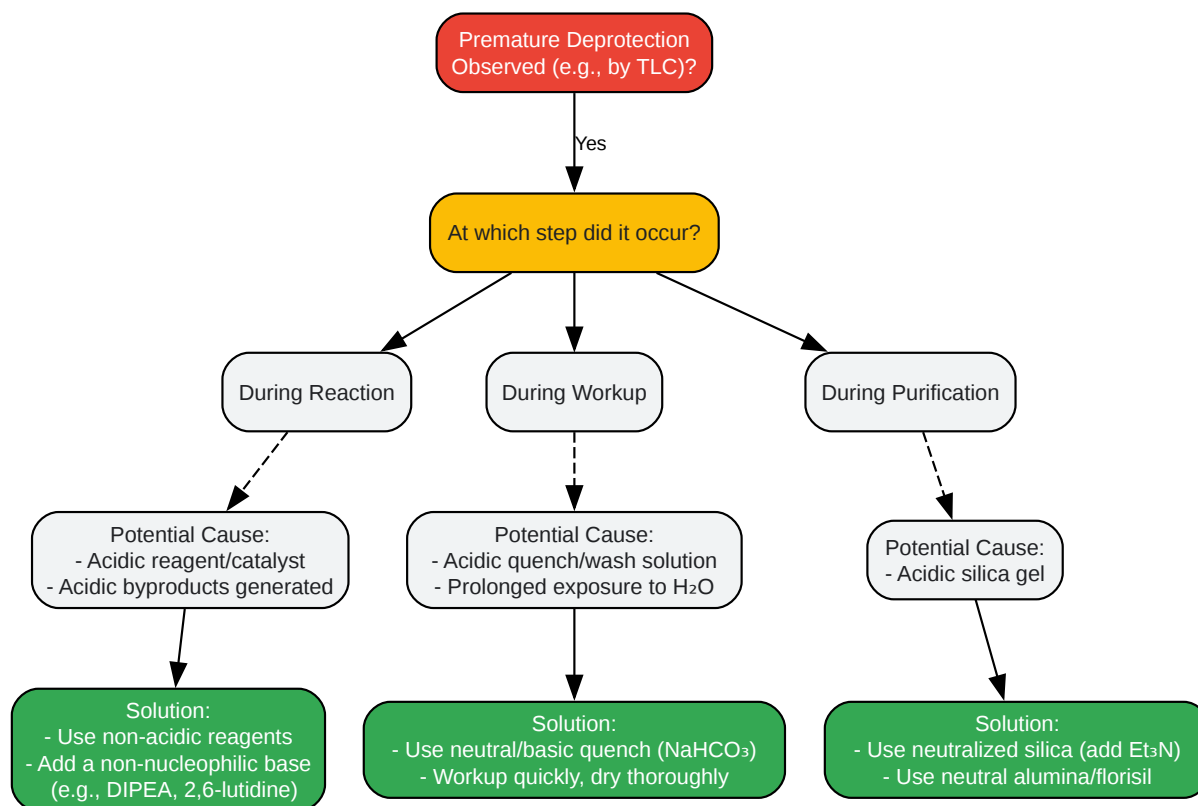 Premature Deprotection
Observed (e.g., by TLC)?
Yes
At which step did it occur?
During Reaction
During Workup
During Purification
Potential Cause:
- Acidic reagent/catalyst
- Acidic byproducts generated
Potential Cause:
- Acidic quench/wash solution
- Prolonged exposure to H₂O
Potential Cause:
- Acidic silica gel
Solution:
- Use non-acidic reagents
- Add a non-nucleophilic base
(e.g., DIPEA, 2,6-lutidine)
Solution:
- Use neutral/basic quench (NaHCO₃)
- Workup quickly, dry thoroughly
Solution:
- Use neutralized silica (add Et₃N)
- Use neutral alumina/florisil